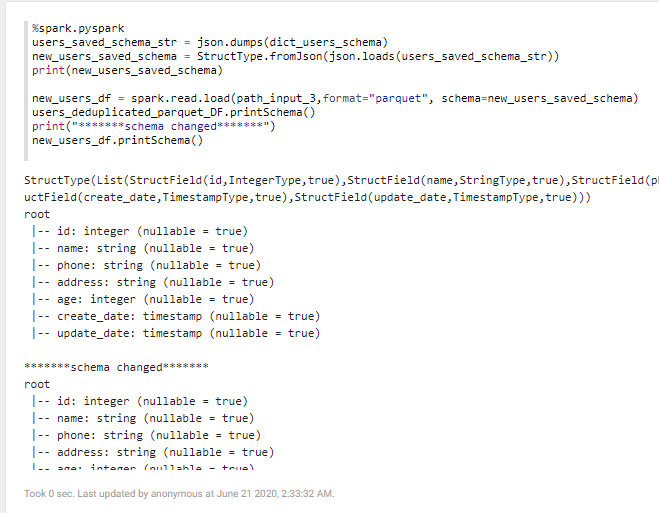 %spark.pyspark
users_saved_schema_str = json.dumps(dict_users_schema)
new_users_saved_schema = StructType.fromJson(json.loads(users_saved_schema_str))
print(new_users_saved_schema)
new_users_df = spark.read.load(path_input_3,format="parquet", schema=new_users_saved_schema)
users_deduplicated_parquet_DF.printSchema()
print("*******schema changed*******")
new_users_df.printSchema()
StructType(List(StructField(id,IntegerType,true),StructField(name,StringType,true),StructField(
uctField(create_date,TimestampType,true),StructField(update_date,TimestampType,true)))
root
|-- id: integer (nullable = true)
|-- name: string (nullable = true)
|-- phone: string (nullable = true)
|-- address: string (nullable = true)
|-- age: integer (nullable = true)
|-- create_date: timestamp (nullable = true)
|-- update_date: timestamp (nullable = true)
*******schema changed*******
root
|-- id: integer (nullable = true)
|-- name: string (nullable = true)
|-- phone: string (nullable = true)
|-- address: string (nullable = true)
|-- age: integer (nullable = true)
Took 0 sec. Last updated by anonymous at June 21 2020, 2:33:32 AM.